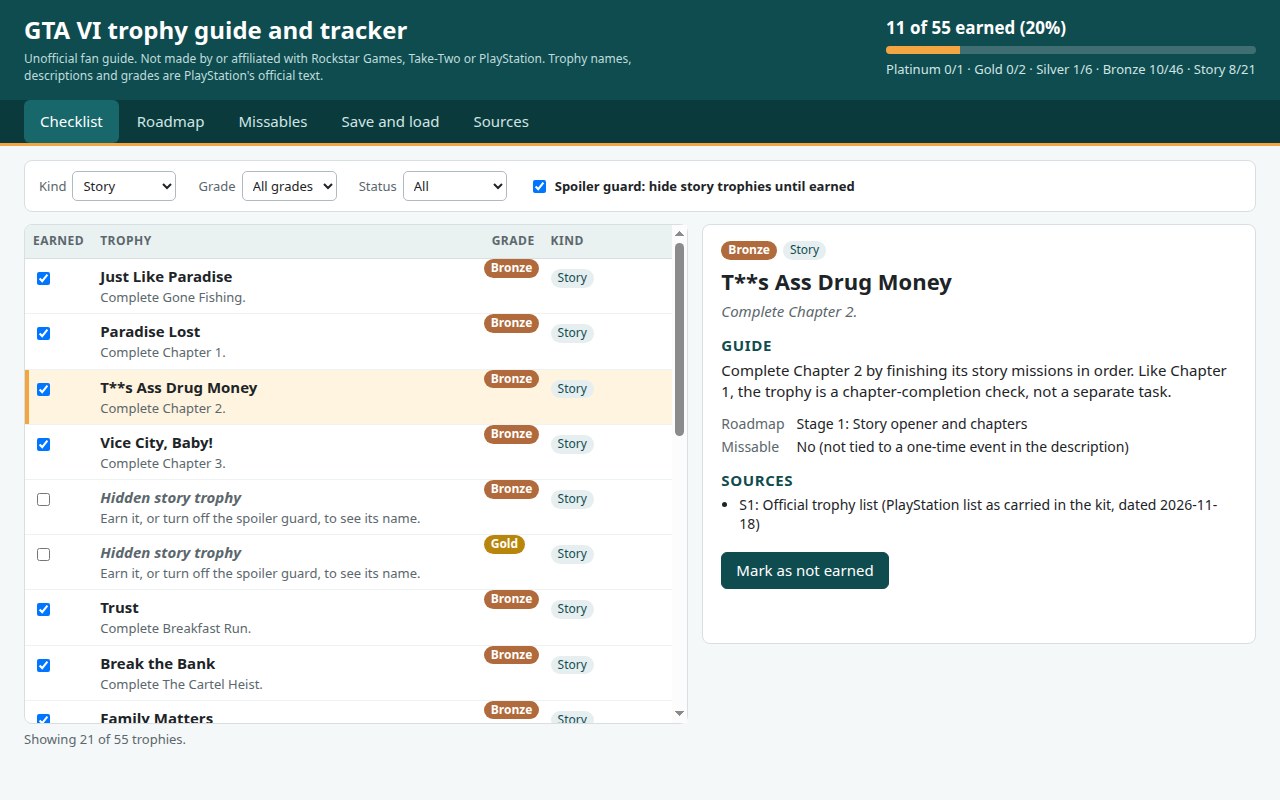 GTA VI trophy guide and tracker
Unofficial fan guide. Not made by or affiliated with Rockstar Games, Take-Two or PlayStation. Trophy names,
descriptions and grades are PlayStation's official text.
11 of 55 earned (20%)
Platinum 0/1 · Gold 0/2 · Silver 1/6 · Bronze 10/46 · Story 8/21
Checklist Roadmap Missables Save and load Sources
Kind Story Grade All grades Status All Spoiler guard: hide story trophies until earned
EARNED TROPHY GRADE KIND
Just Like Paradise Bronze Story
Complete Gone Fishing.
Paradise Lost Bronze Story
Complete Chapter 1.
T**s Ass Drug Money Bronze Story
Complete Chapter 2.
Vice City, Baby! Bronze Story
Complete Chapter 3.
Hidden story trophy Bronze Story
Earn it, or turn off the spoiler guard, to see its name.
Hidden story trophy Gold Story
Earn it, or turn off the spoiler guard, to see its name.
Trust Bronze Story
Complete Breakfast Run.
Break the Bank Bronze Story
Complete The Cartel Heist.
Family Matters Bronze Story
Showing 21 of 55 trophies.
Bronze Story
T**s Ass Drug Money
Complete Chapter 2.
GUIDE
Complete Chapter 2 by finishing its story missions in order. Like Chapter
1, the trophy is a chapter-completion check, not a separate task.
Roadmap Stage 1: Story opener and chapters
Missable No (not tied to a one-time event in the description)
SOURCES
S1: Official trophy list (PlayStation list as carried in the kit, dated 2026-11-
18)
Mark as not earned